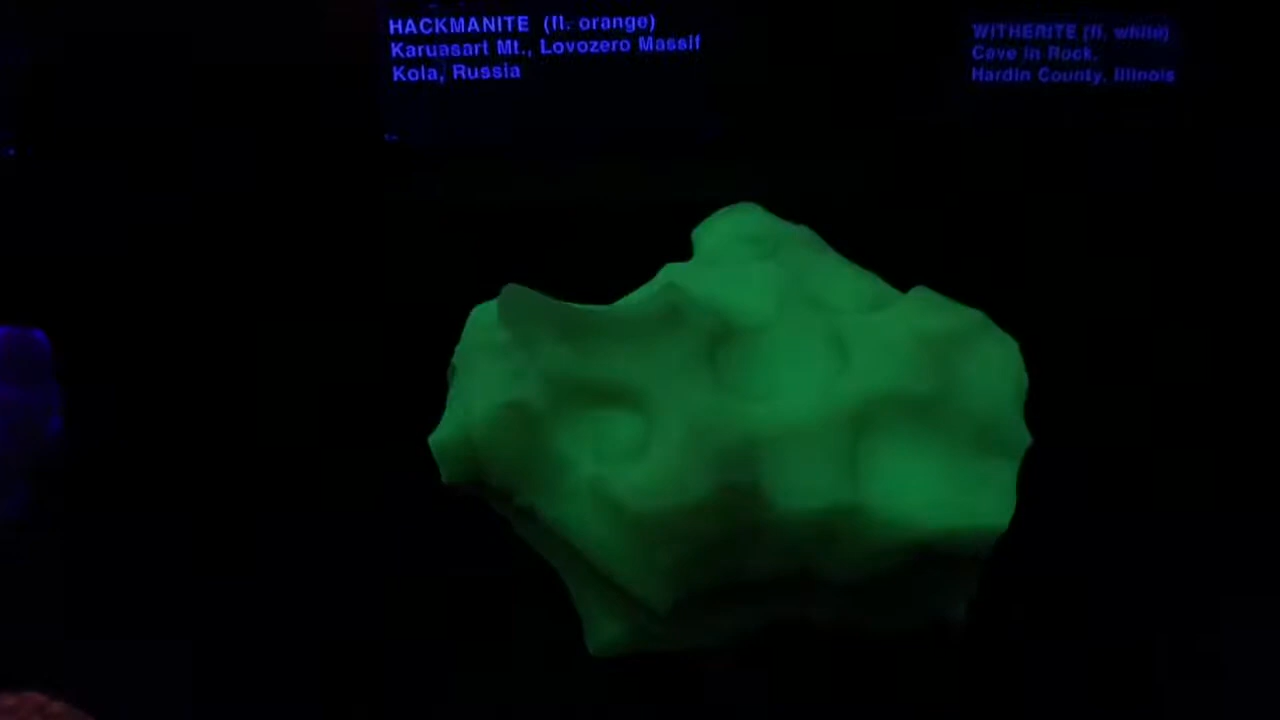 HACKMANITE (fl. orange)
Karuasart Mt., Lovozero Massif
Kola, Russia
WITHERITE (fl. white)
Cave in Rock,
Hardin County, Illinois